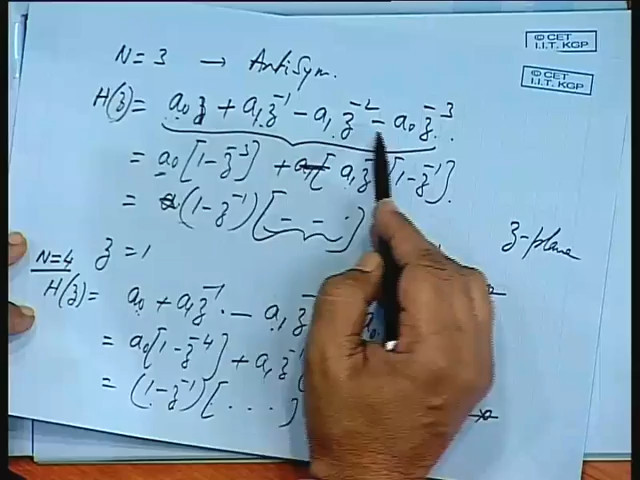 © CET
I.I.T. KGP
© CET
I.I.T. KGP
N=3 → AntiSym.
H(z) = a₀z + a₁z⁻¹ − a₁z⁻² − a₀z⁻³
= a₀[1−z⁻³] + a₁z [1−z⁻¹].
= (1−z⁻¹)[− − ·]
z-plane
N=4 z=1
H(z) = a₀ + a₁z⁻¹ · − a₁z
= a₀[1−z⁻⁴] + a₁z⁻¹
= (1−z⁻¹)[. . . .]